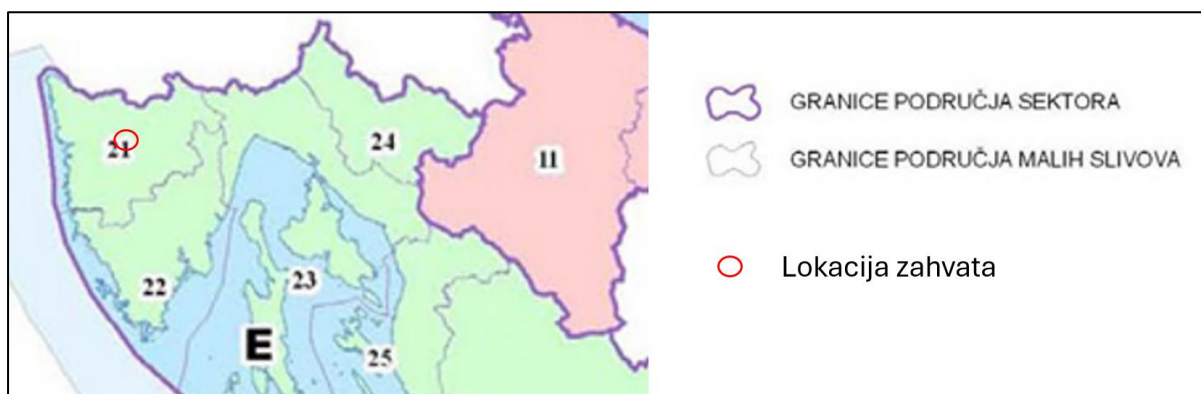 21
24
11
22
23
E
25
GRANICE PODRUČJA SEKTORA
GRANICE PODRUČJA MALIH SLIVOVA
Lokacija zahvata